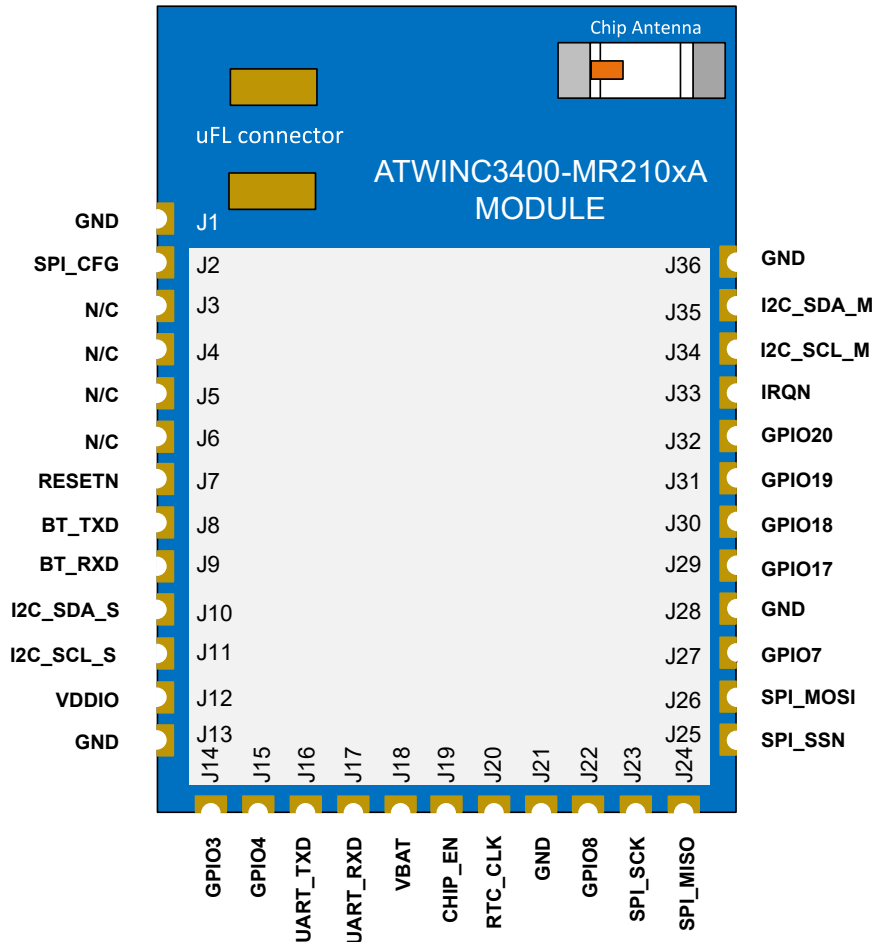 Chip Antenna
uFL connector
ATWINC3400-MR210xA
MODULE
GND J1
SPI_CFG J2 J36 GND
N/C J3 J35 I2C_SDA_M
N/C J4 J34 I2C_SCL_M
N/C J5 J33 IRQN
N/C J6 J32 GPIO20
RESETN J7 J31 GPIO19
BT_TXD J8 J30 GPIO18
BT_RXD J9 J29 GPIO17
I2C_SDA_S J10 J28 GND
I2C_SCL_S J11 J27 GPIO7
VDDIO J12 J26 SPI_MOSI
GND J13 J25 SPI_SSN
J14 J15 J16 J17 J18 J19 J20 J21 J22 J23 J24
GPIO3
GPIO4
UART_TXD
UART_RXD
VBAT
CHIP_EN
RTC_CLK
GND
GPIO8
SPI_SCK
SPI_MISO